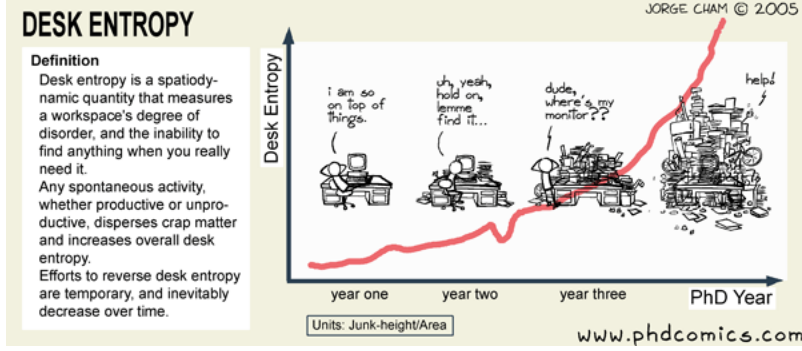 JORGE CHAM © 2005
DESK ENTROPY
Definition
Desk entropy is a spatiody-
namic quantity that measures
a workspace's degree of
disorder, and the inability to
find anything when you really
need it.
Any spontaneous activity,
whether productive or unpro-
ductive, disperses crap matter
and increases overall desk
entropy.
Efforts to reverse desk entropy
are temporary, and inevitably
decrease over time.
Desk Entropy
i am so
on top of
things.
uh, yeah,
hold on,
lemme
find it...
dude,
where's my
monitor??
help!
year one
year two
year three
PhD Year
Units: Junk-height/Area
www.phdcomics.com